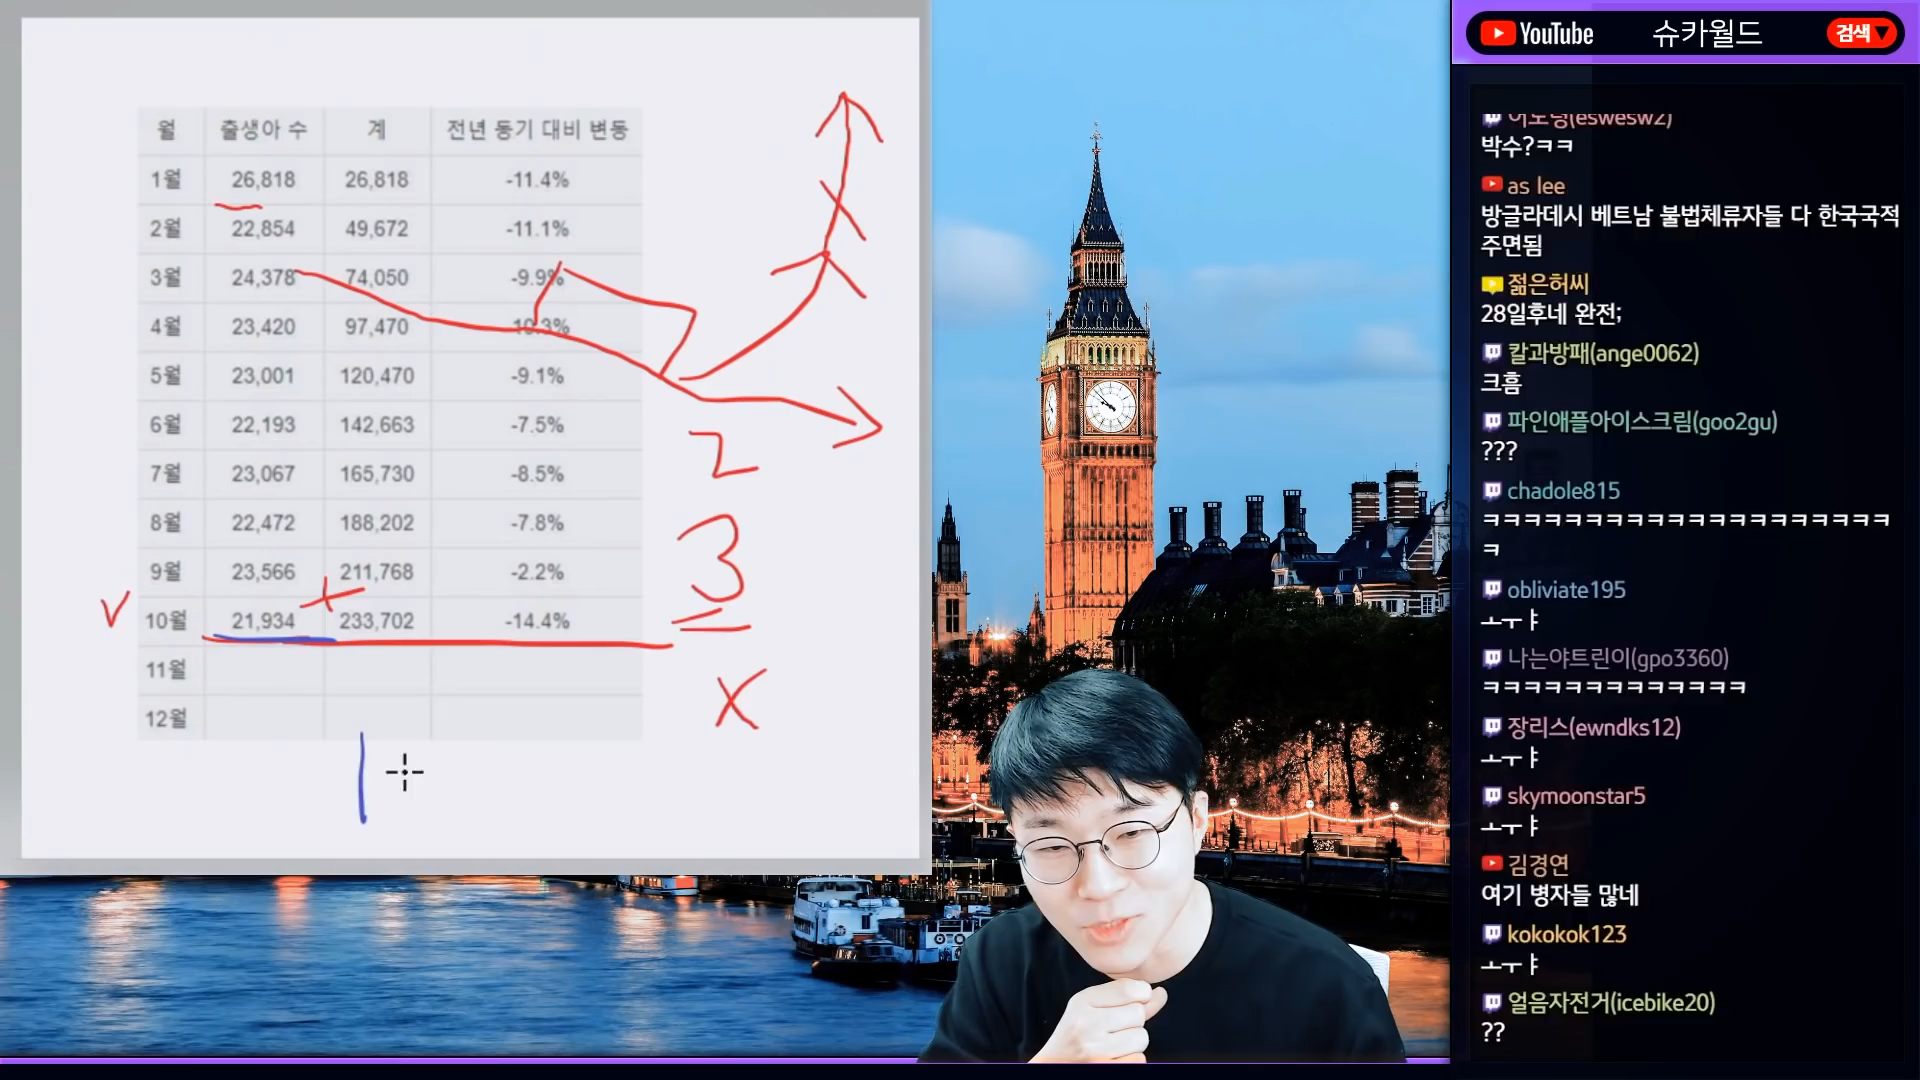 월 출생아 수 계 전년 동기 대비 변동
1월 26,818 26,818 -11.4%
2월 22,854 49,672 -11.1%
3월 24,378 74,050 -9.9%
4월 23,420 97,470 -10.3%
5월 23,001 120,470 -9.1%
6월 22,193 142,663 -7.5%
7월 23,067 165,730 -8.5%
8월 22,472 188,202 -7.8%
9월 23,566 211,768 -2.2%
10월 21,934 233,702 -14.4%
11월
12월
2
3
X
YouTube 슈카월드 검색▼
(eswesw2)
박수?ㅋㅋ
as lee
방글라데시 베트남 불법체류자들 다 한국국적
주면됨
젊은허씨
28일후네 완전;
칼과방패(ange0062)
크흠
파인애플아이스크림(goo2gu)
???
chadole815
ㅋㅋㅋㅋㅋㅋㅋㅋㅋㅋㅋㅋㅋㅋㅋㅋㅋㅋㅋㅋ
ㅋ
obliviate195
ㅗㅜㅑ
나는야트린이(gpo3360)
ㅋㅋㅋㅋㅋㅋㅋㅋㅋㅋㅋㅋㅋ
장리스(ewndks12)
ㅗㅜㅑ
skymoonstar5
ㅗㅜㅑ
김경연
여기 병자들 많네
kokokok123
ㅗㅜㅑ
얼음자전거(icebike20)
??